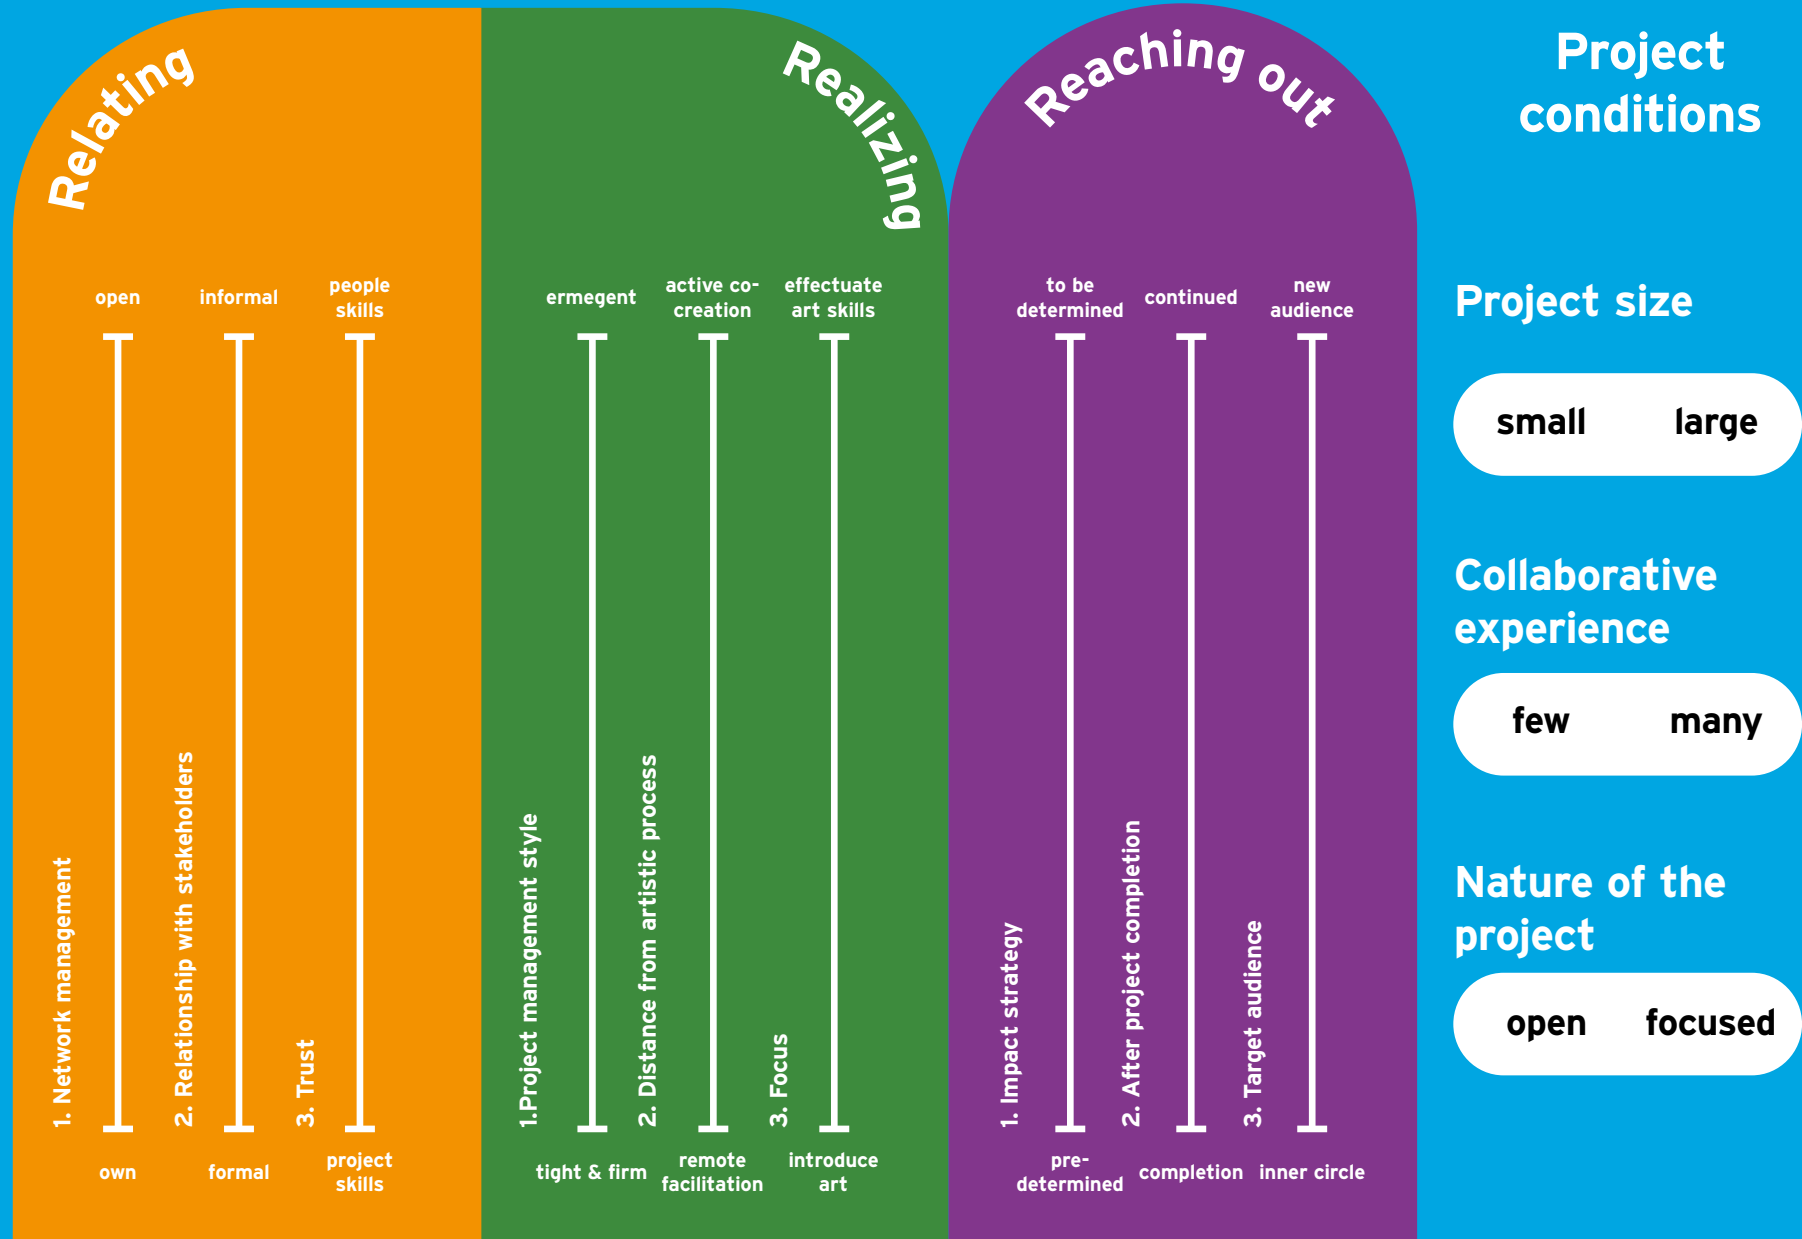 Relating
open
informal
people
skills
1. Network management
2. Relationship with stakeholders
3. Trust
own
formal
project
skills
Realizing
ermegent
active co-
creation
effectuate
art skills
1.Project management style
2. Distance from artistic process
3. Focus
tight & firm
remote
facilitation
introduce
art
Reaching out
to be
determined
continued
new
audience
1. Impact strategy
2. After project completion
3. Target audience
pre-
determined
completion
inner circle
Project
conditions
Project size
small large
Collaborative
experience
few many
Nature of the
project
open focused